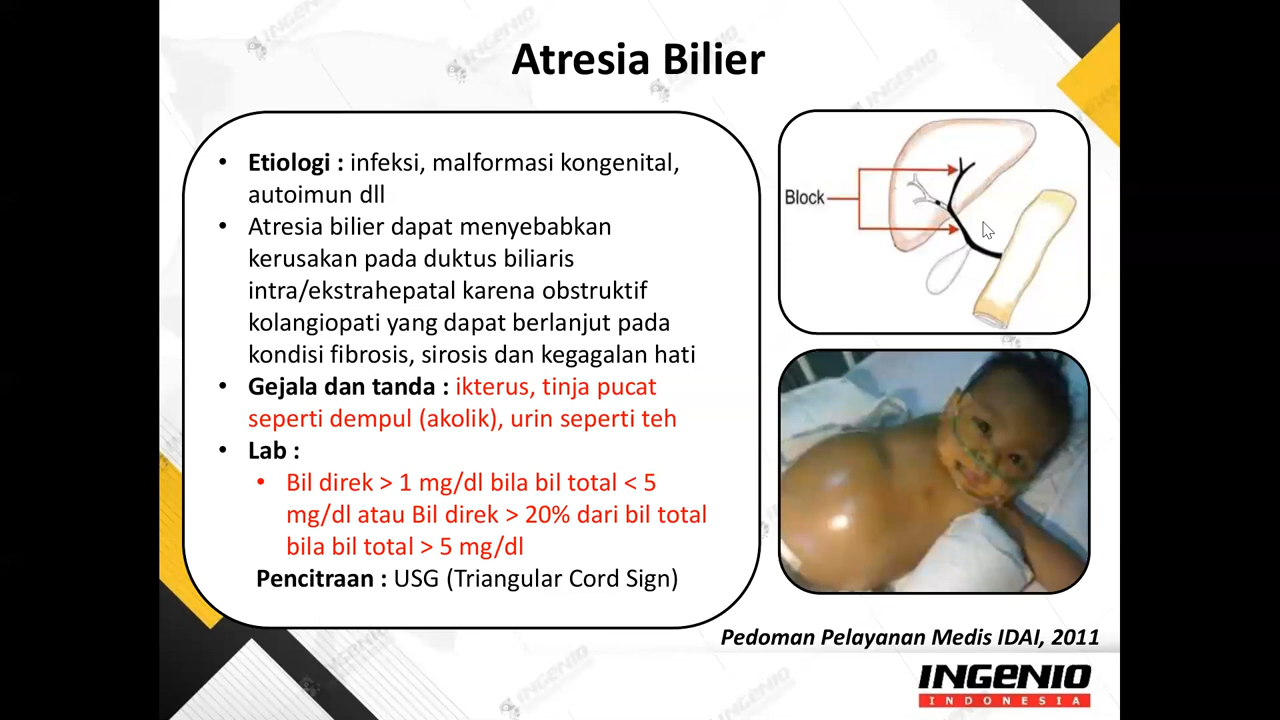 Atresia Bilier
• Etiologi : infeksi, malformasi kongenital,
autoimun dll
• Atresia bilier dapat menyebabkan
kerusakan pada duktus biliaris
intra/ekstrahepatal karena obstruktif
kolangiopati yang dapat berlanjut pada
kondisi fibrosis, sirosis dan kegagalan hati
• Gejala dan tanda : ikterus, tinja pucat
seperti dempul (akolik), urin seperti teh
• Lab :
• Bil direk > 1 mg/dl bila bil total < 5
mg/dl atau Bil direk > 20% dari bil total
bila bil total > 5 mg/dl
Pencitraan : USG (Triangular Cord Sign)
Block
Pedoman Pelayanan Medis IDAI, 2011
INGENIO
INDONESIA